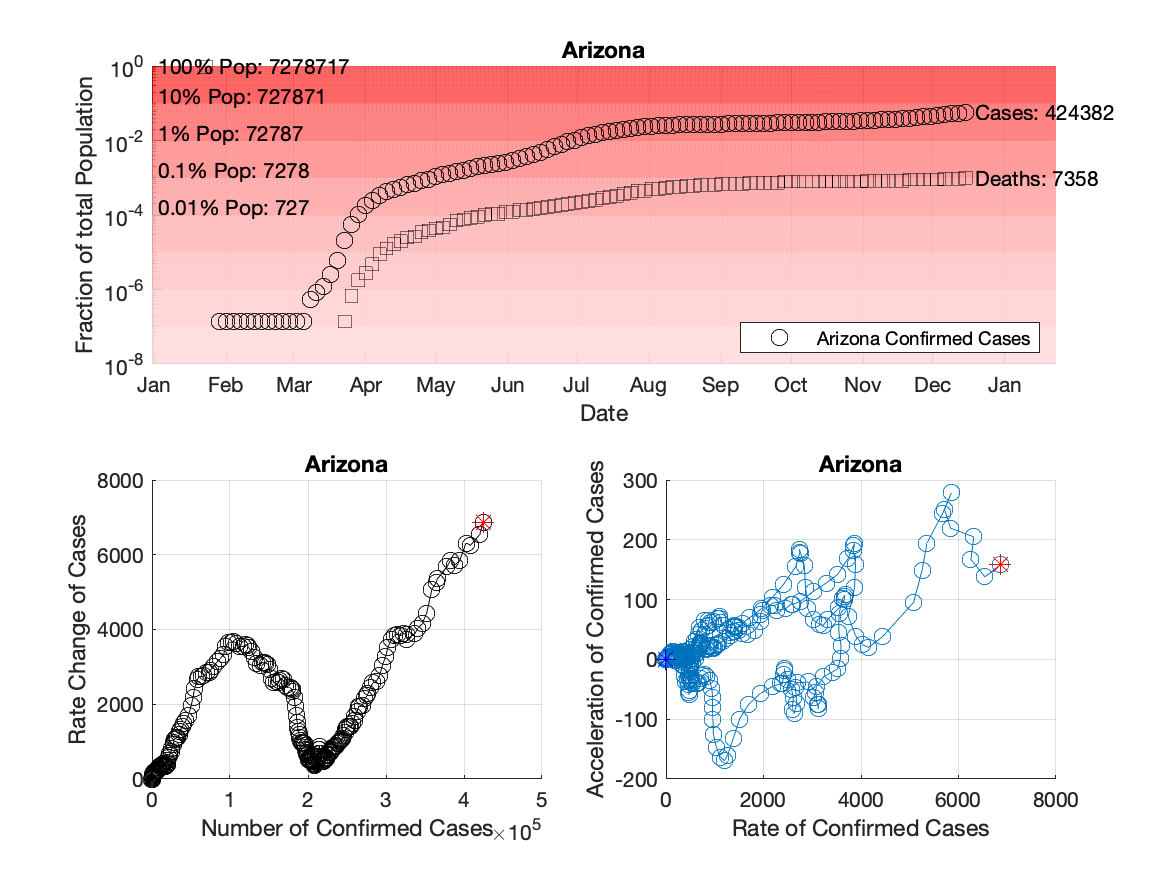 Arizona
10^0
10^-2
10^-4
10^-6
10^-8
Fraction of total Population
100% Pop: 7278717
10% Pop: 727871
1% Pop: 72787
0.1% Pop: 7278
0.01% Pop: 727
Cases: 424382
Deaths: 7358
Arizona Confirmed Cases
Jan Feb Mar Apr May Jun Jul Aug Sep Oct Nov Dec Jan
Date
Arizona
8000
6000
4000
2000
0
Rate Change of Cases
0 1 2 3 4 5
Number of Confirmed Cases ×10^5
Arizona
300
200
100
0
-100
-200
Acceleration of Confirmed Cases
0 2000 4000 6000 8000
Rate of Confirmed Cases